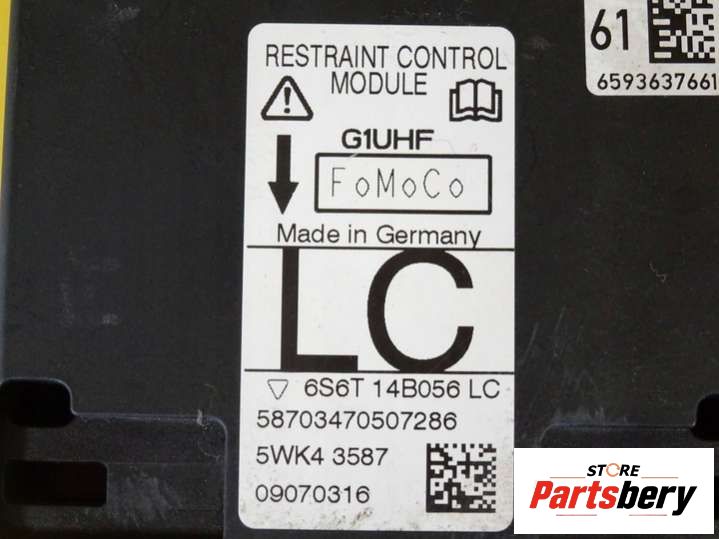 RESTRAINT CONTROL
MODULE
G1UHF
FoMoCo
Made in Germany
LC
6S6T 14B056 LC
58703470507286
5WK4 3587
09070316
61
6593637661
STORE
Partsbery